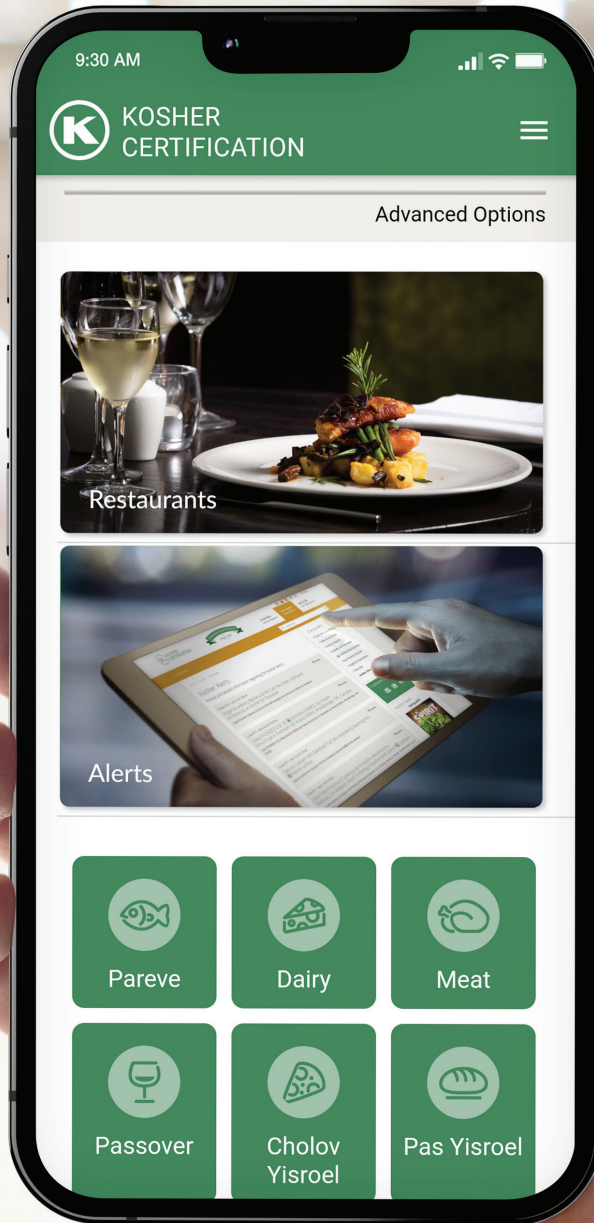 9:30 AM
K
KOSHER
CERTIFICATION
Advanced Options
Restaurants
Kosher Alerts
SPIRIT
Alerts
Pareve
Dairy
Meat
Passover
Cholov
Yisroel
Pas Yisroel